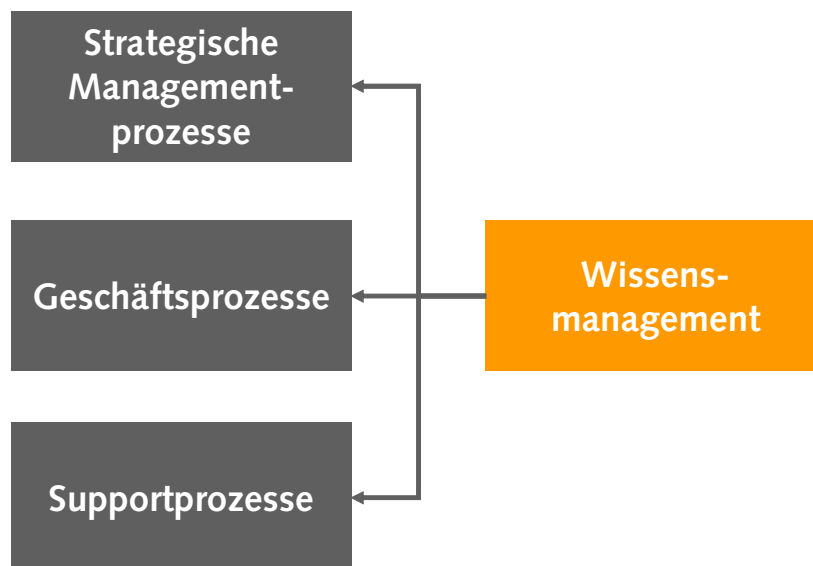 Strategische
Management-
prozesse
Geschäftsprozesse
Wissens-
management
Supportprozesse